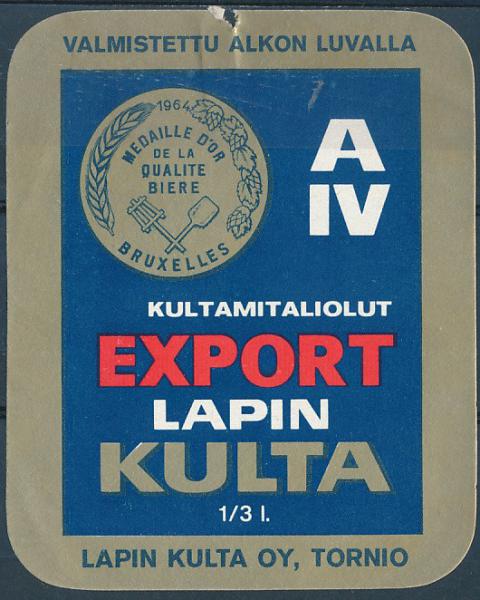 VALMISTETTU ALKON LUVALLA
1964
MEDAILLE D'OR
DE LA
QUALITE
BIERE
BRUXELLES
A
IV
KULTAMITALIOLUT
EXPORT
LAPIN
KULTA
1/3 l.
LAPIN KULTA OY, TORNIO